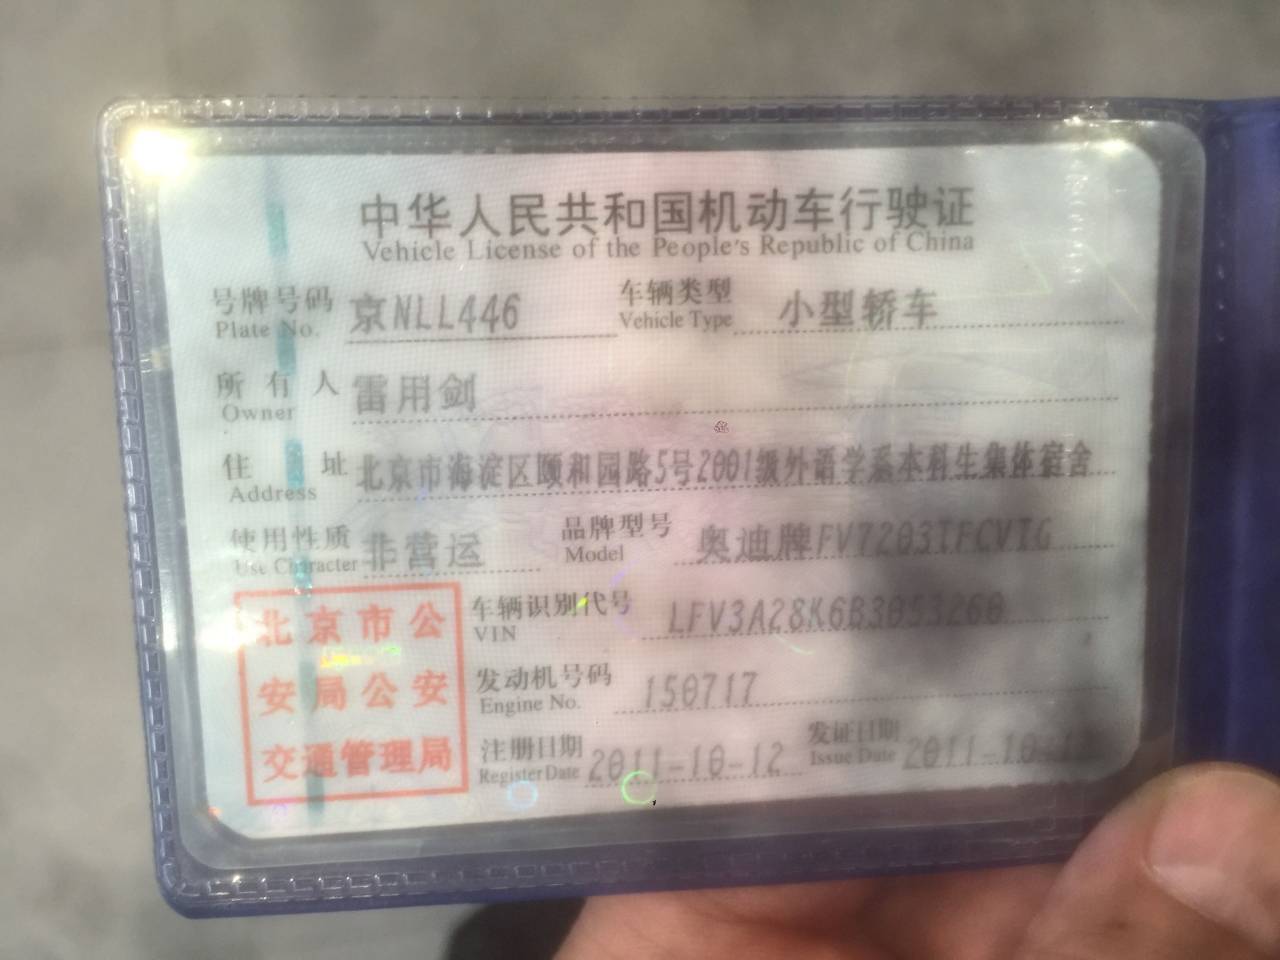 中华人民共和国机动车行驶证
Vehicle License of the People's Republic of China
号牌号码 京NLL446 车辆类型 小型轿车
Plate No. Vehicle Type
所有人 雷用剑
Owner
住址 北京市海淀区颐和园路5号2001级外语学系本科生集体宿舍
Address
使用性质 非营运 品牌型号 奥迪牌FV7203TFCVTG
Use Character Model
北京市公
安局公安
交通管理局
车辆识别代号 LFV3A28K6B3053260
VIN
发动机号码 150717
Engine No.
注册日期 2011-10-12 发证日期 2011-10-
Register Date Issue Date